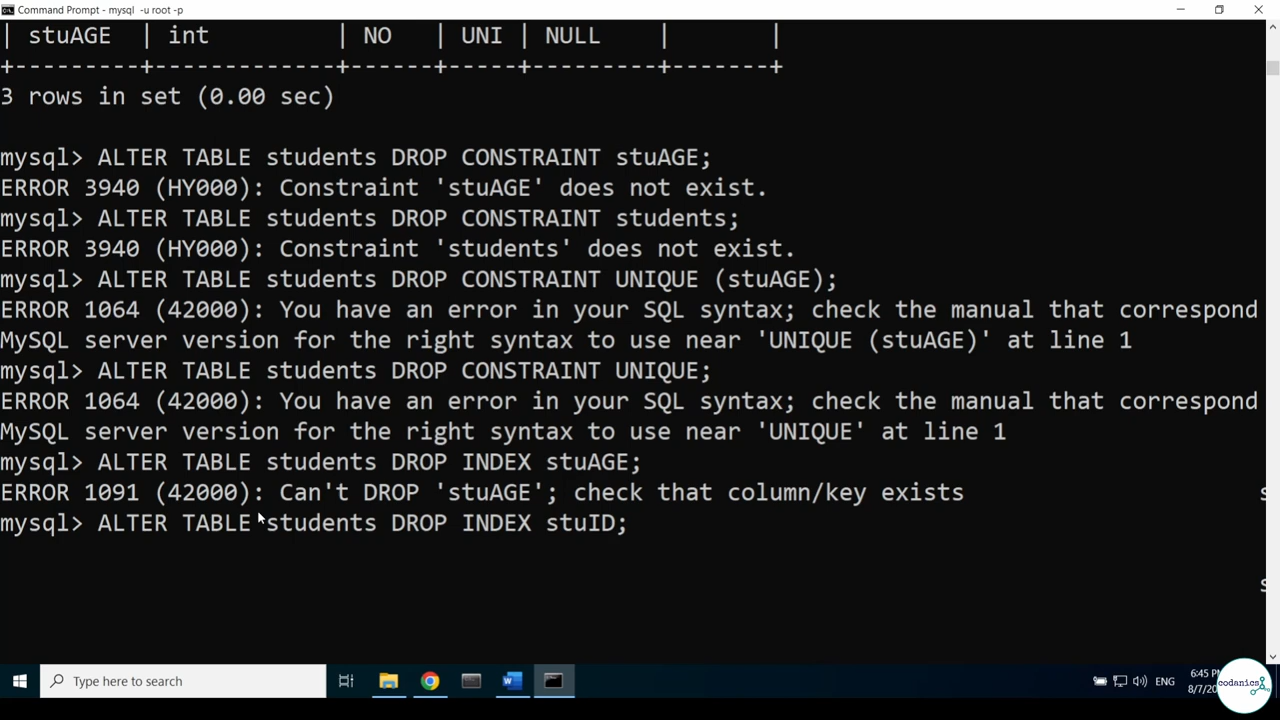 Command Prompt - mysql -u root -p
| stuAGE | int | NO | UNI | NULL | |
+---------+-------------+------+-----+---------+-------+
3 rows in set (0.00 sec)
mysql> ALTER TABLE students DROP CONSTRAINT stuAGE;
ERROR 3940 (HY000): Constraint 'stuAGE' does not exist.
mysql> ALTER TABLE students DROP CONSTRAINT students;
ERROR 3940 (HY000): Constraint 'students' does not exist.
mysql> ALTER TABLE students DROP CONSTRAINT UNIQUE (stuAGE);
ERROR 1064 (42000): You have an error in your SQL syntax; check the manual that correspond
MySQL server version for the right syntax to use near 'UNIQUE (stuAGE)' at line 1
mysql> ALTER TABLE students DROP CONSTRAINT UNIQUE;
ERROR 1064 (42000): You have an error in your SQL syntax; check the manual that correspond
MySQL server version for the right syntax to use near 'UNIQUE' at line 1
mysql> ALTER TABLE students DROP INDEX stuAGE;
ERROR 1091 (42000): Can't DROP 'stuAGE'; check that column/key exists
mysql> ALTER TABLE students DROP INDEX stuID;
Type here to search
ENG
6:45 P
8/7/20
codanics